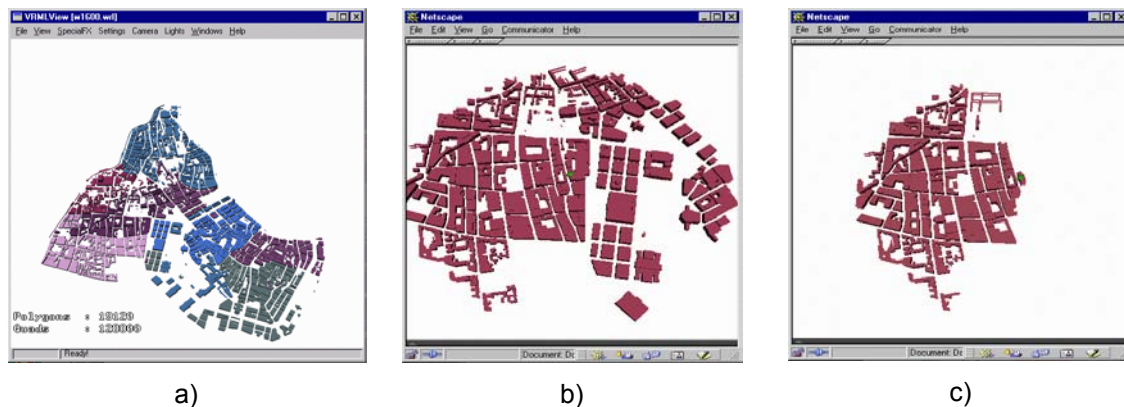 VRMLView [w1600.wrl]
File View SpecialFX Settings Camera Lights Windows Help
Polygons : 19120
Quads : 120000
Ready!
a)
Netscape
File Edit View Go Communicator Help
Document: Do
b)
Netscape
File Edit View Go Communicator Help
Document: Do
c)